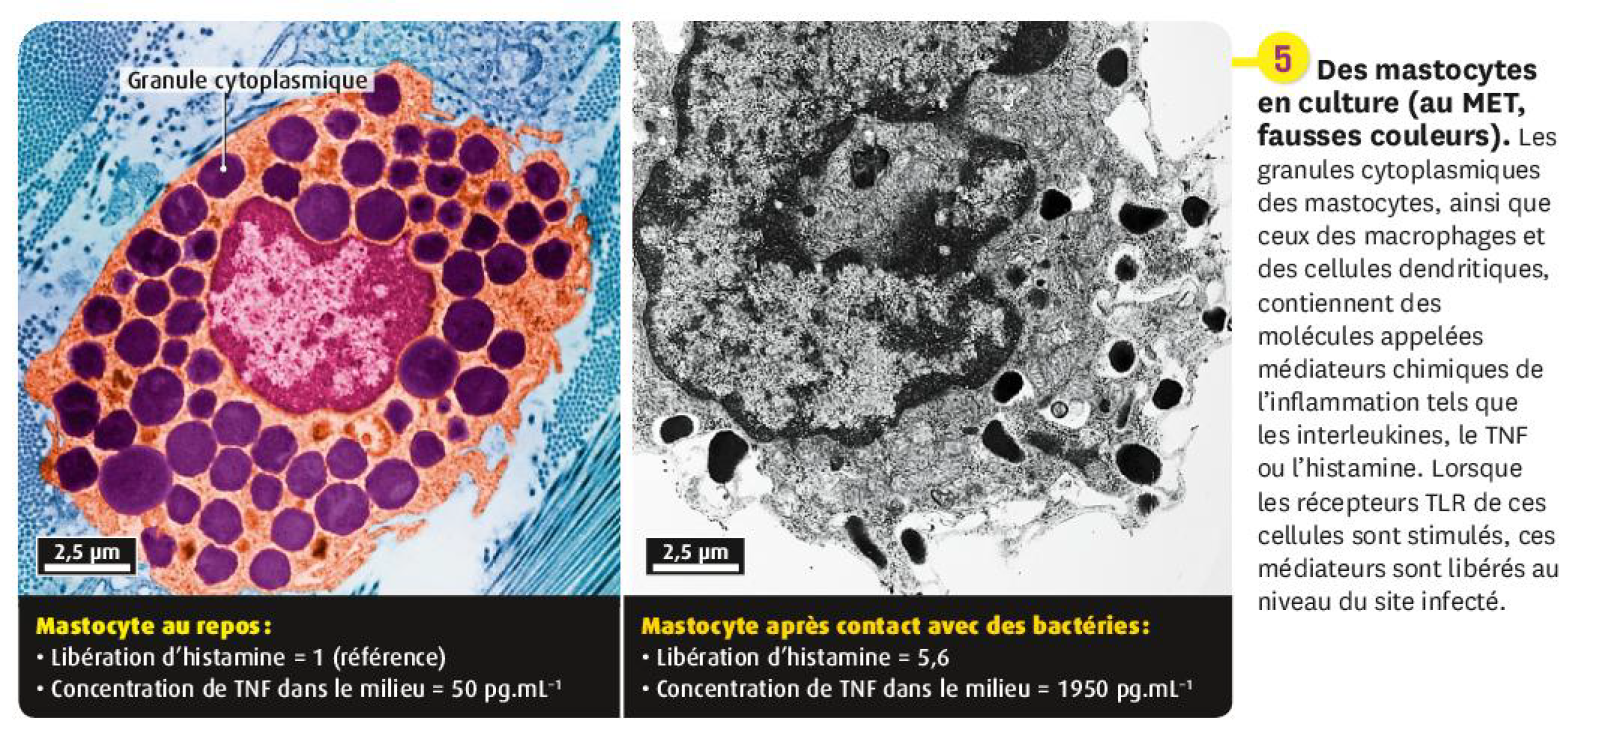 Granule cytoplasmique
2,5 µm
Mastocyte au repos :
• Libération d'histamine = 1 (référence)
• Concentration de TNF dans le milieu = 50 pg.mL⁻¹
2,5 µm
Mastocyte après contact avec des bactéries :
• Libération d'histamine = 5,6
• Concentration de TNF dans le milieu = 1950 pg.mL⁻¹
5 Des mastocytes
en culture (au MET,
fausses couleurs). Les
granules cytoplasmiques
des mastocytes, ainsi que
ceux des macrophages et
des cellules dendritiques,
contiennent des
molécules appelées
médiateurs chimiques de
l'inflammation tels que
les interleukines, le TNF
ou l'histamine. Lorsque
les récepteurs TLR de ces
cellules sont stimulés, ces
médiateurs sont libérés au
niveau du site infecté.